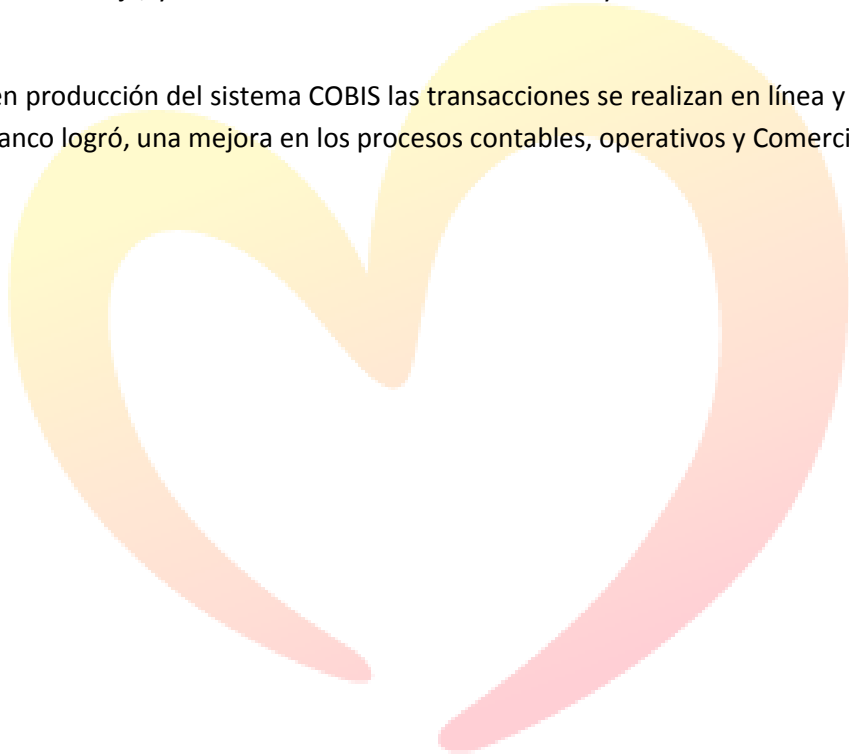 en producción del sistema COBIS las transacciones se realizan en línea y
anco logró, una mejora en los procesos contables, operativos y Comerci